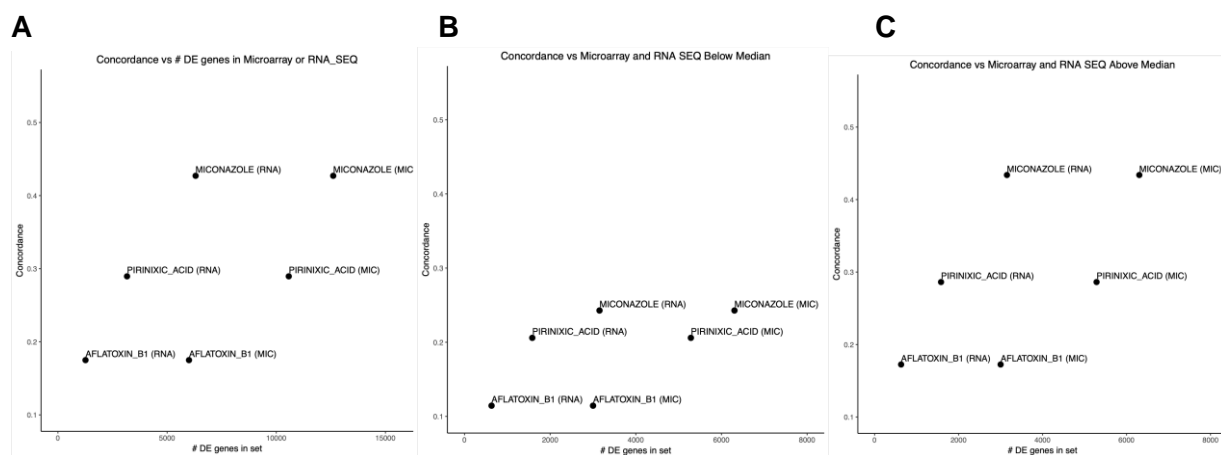 A
Concordance vs # DE genes in Microarray or RNA_SEQ
0.5
MICONAZOLE (RNA)
MICONAZOLE (MIC
0.4
Concordance
0.3
PIRINIXIC_ACID (RNA)
PIRINIXIC_ACID (MIC)
0.2
AFLATOXIN_B1 (RNA)
AFLATOXIN_B1 (MIC)
0.1
0
5000
10000
15000
# DE genes in set
B
Concordance vs Microarray and RNA SEQ Below Median
0.5
0.4
Concordance
0.3
MICONAZOLE (RNA)
MICONAZOLE (MIC)
PIRINIXIC_ACID (RNA)
PIRINIXIC_ACID (MIC)
0.2
AFLATOXIN_B1 (RNA)
AFLATOXIN_B1 (MIC)
0.1
0
2000
4000
6000
8000
# DE genes in set
C
Concordance vs Microarray and RNA SEQ Above Median
0.5
MICONAZOLE (RNA)
MICONAZOLE (MIC)
0.4
Concordance
0.3
PIRINIXIC_ACID (RNA)
PIRINIXIC_ACID (MIC)
0.2
AFLATOXIN_B1 (RNA)
AFLATOXIN_B1 (MIC)
0.1
0
2000
4000
6000
8000
# DE genes in set